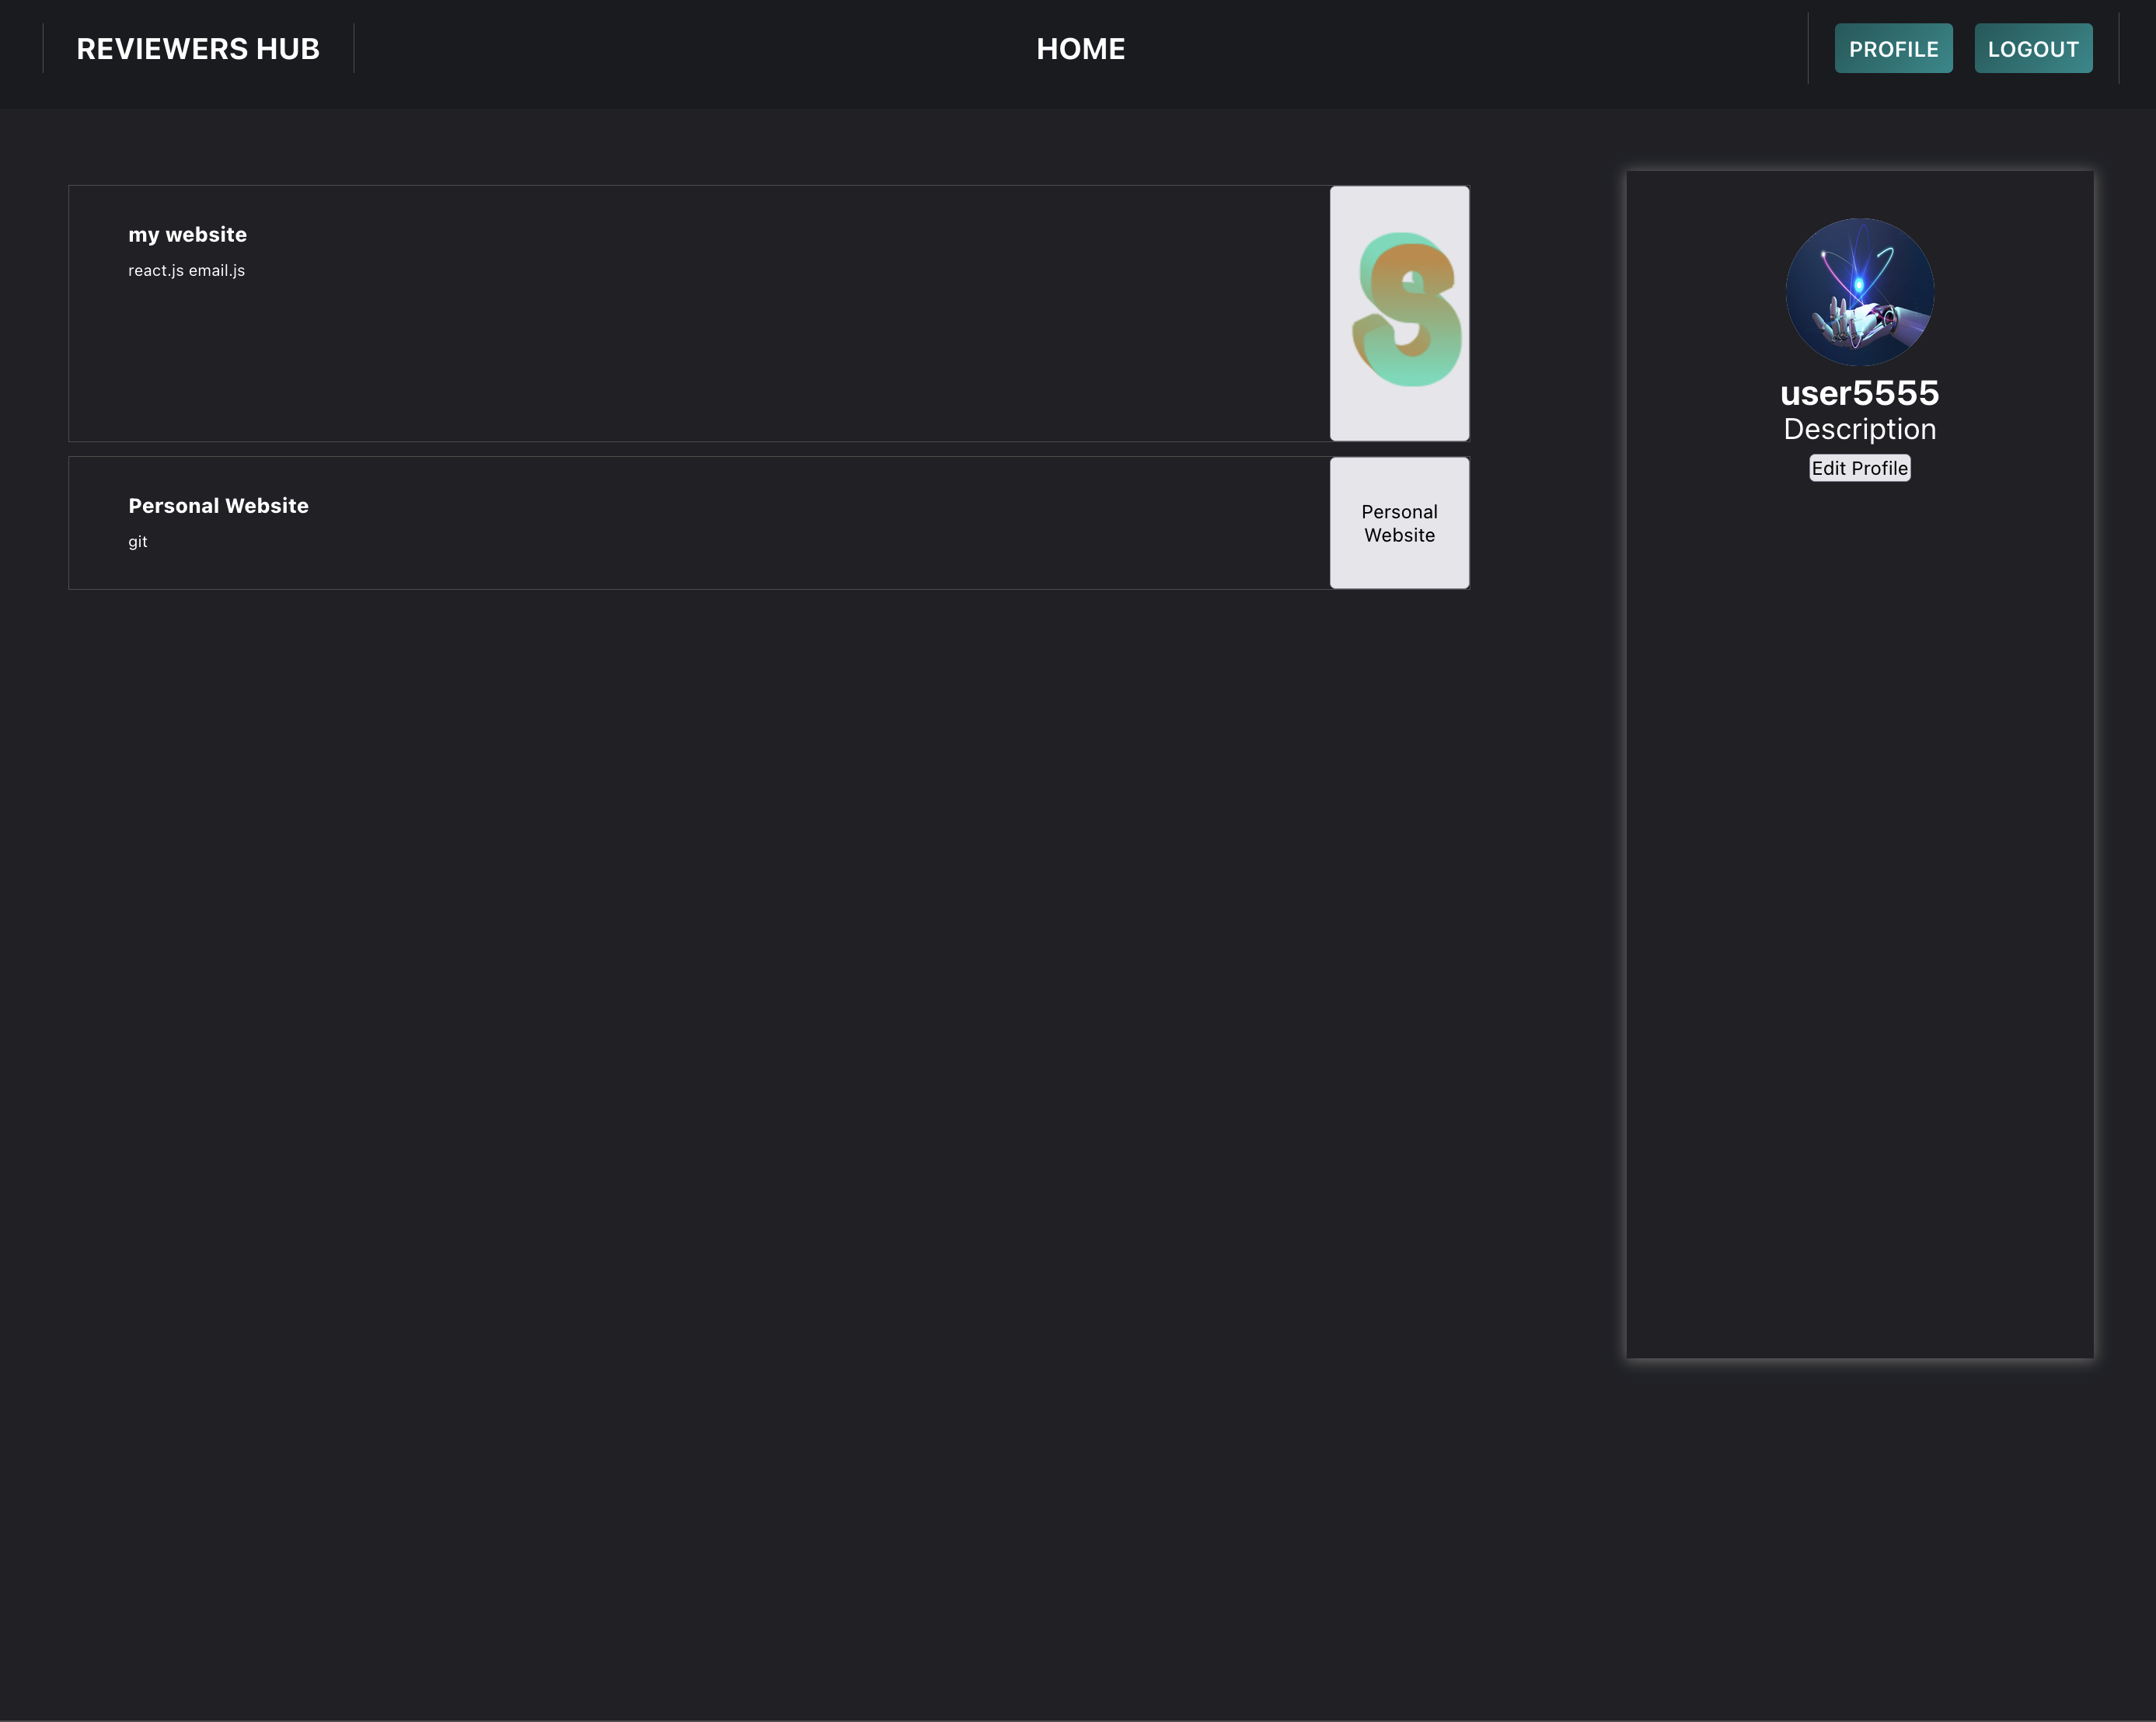 REVIEWERS HUB
HOME
PROFILE
LOGOUT
my website
react.js email.js
S
Personal Website
git
Personal
Website
user5555
Description
Edit Profile